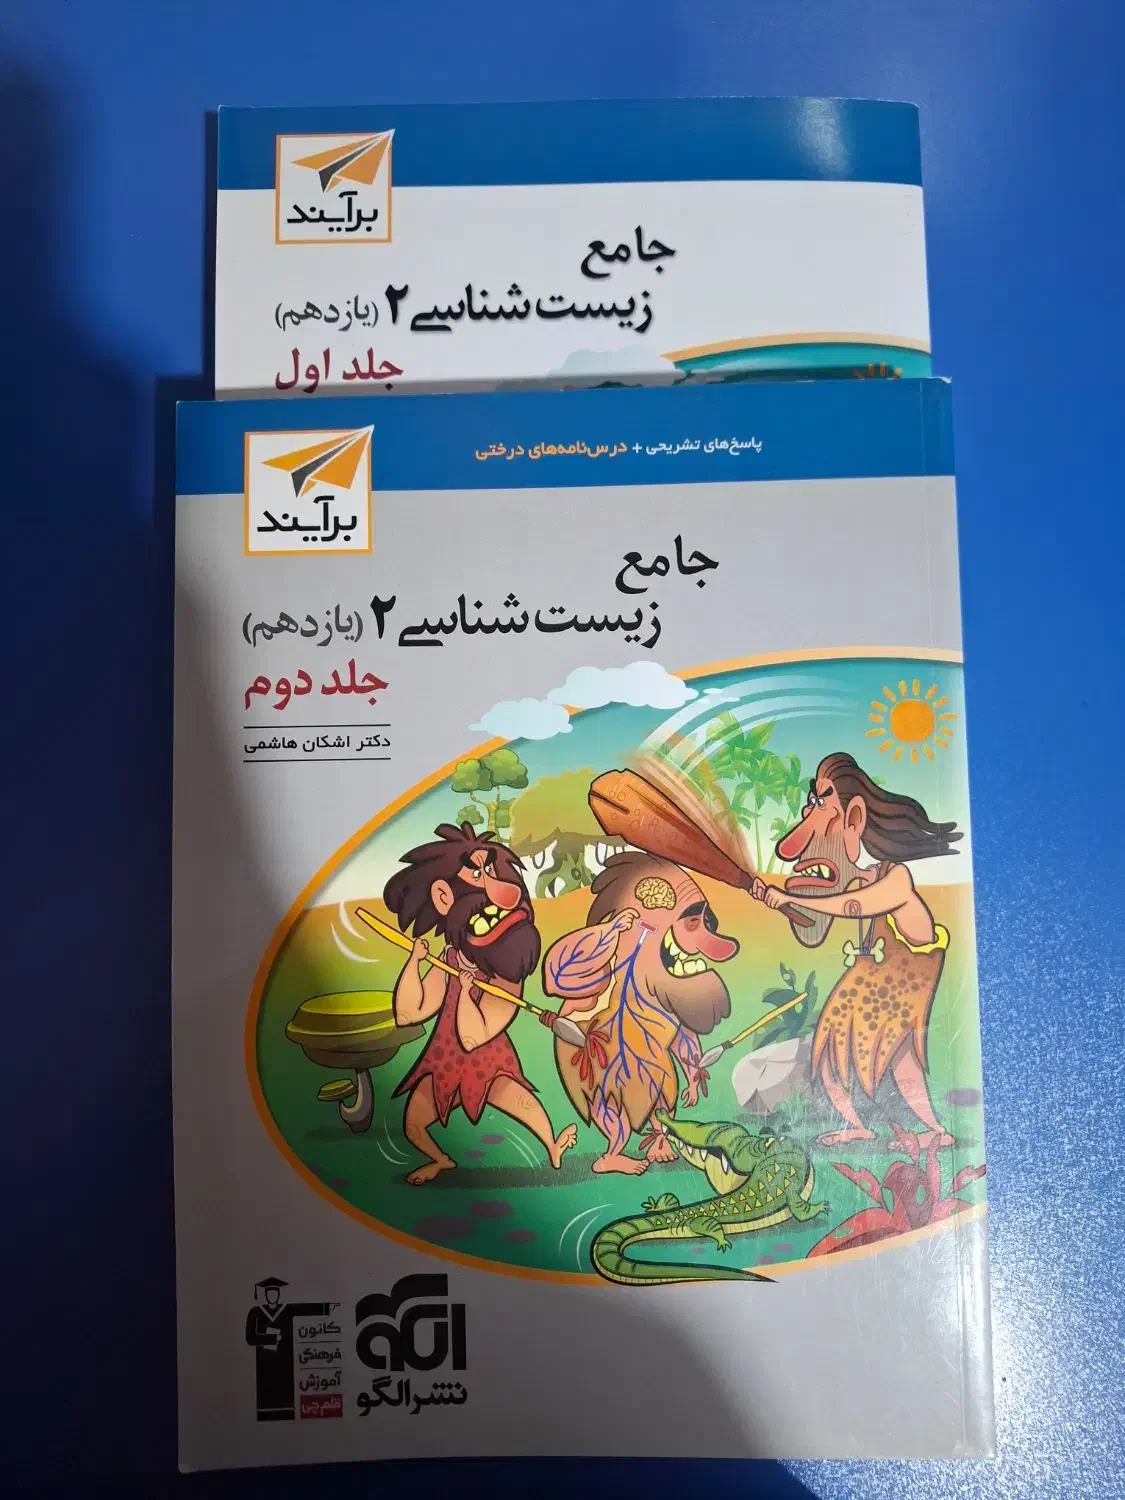 برآیند
جامع
زیست‌شناسی ۲ (یازدهم)
جلد اول
پاسخ‌های تشریحی + درس‌نامه‌های درختی
برآیند
جامع
زیست‌شناسی ۲ (یازدهم)
جلد دوم
دکتر اشکان هاشمی
کانون
فرهنگی
آموزش
قلم‌چی
الگو
نشر الگو